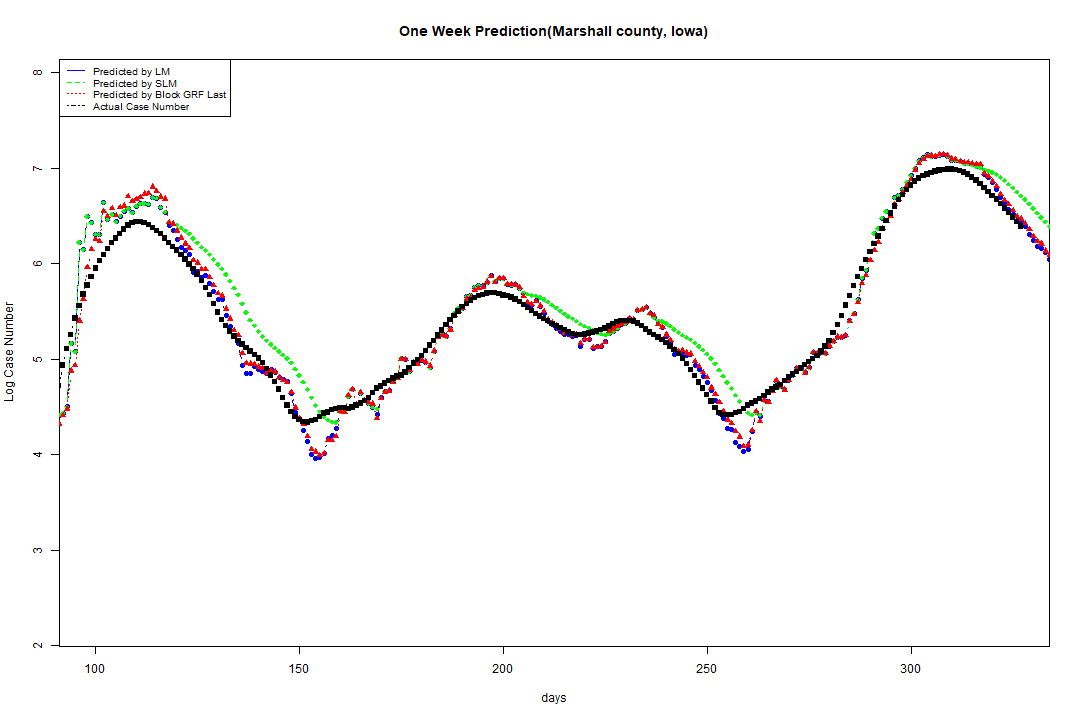 One Week Prediction(Marshall county, Iowa)
Predicted by LM
Predicted by SLM
Predicted by Block GRF Last
Actual Case Number
8
7
6
5
4
3
2
Log Case Number
100 150 200 250 300
days